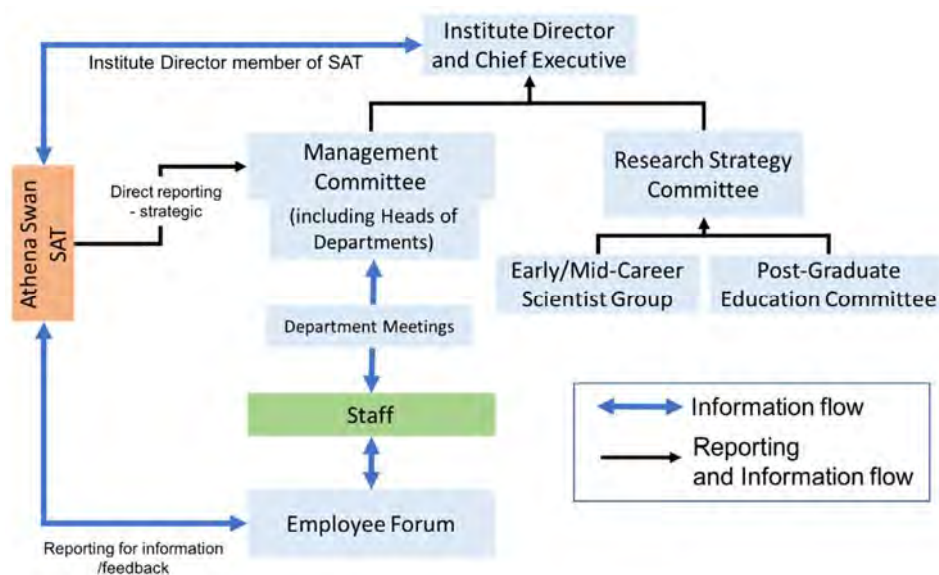 Institute Director
and Chief Executive
Institute Director member of SAT
Management
Committee
(including Heads of
Departments)
Research Strategy
Committee
Direct reporting
- strategic
Athena Swan
SAT
Early/Mid-Career
Scientist Group
Post-Graduate
Education Committee
Department Meetings
Staff
Information flow
Reporting
and Information flow
Employee Forum
Reporting for information
/feedback